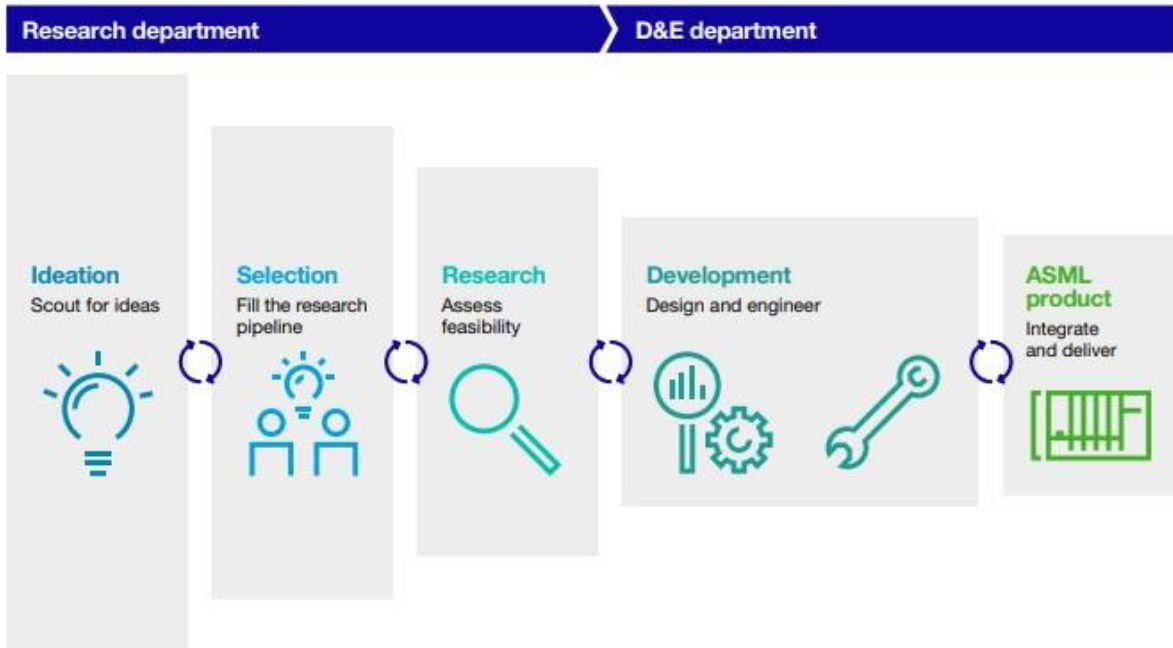 Research department
D&E department
Ideation
Scout for ideas
Selection
Fill the research
pipeline
Research
Assess
feasibility
Development
Design and engineer
ASML
product
Integrate
and deliver